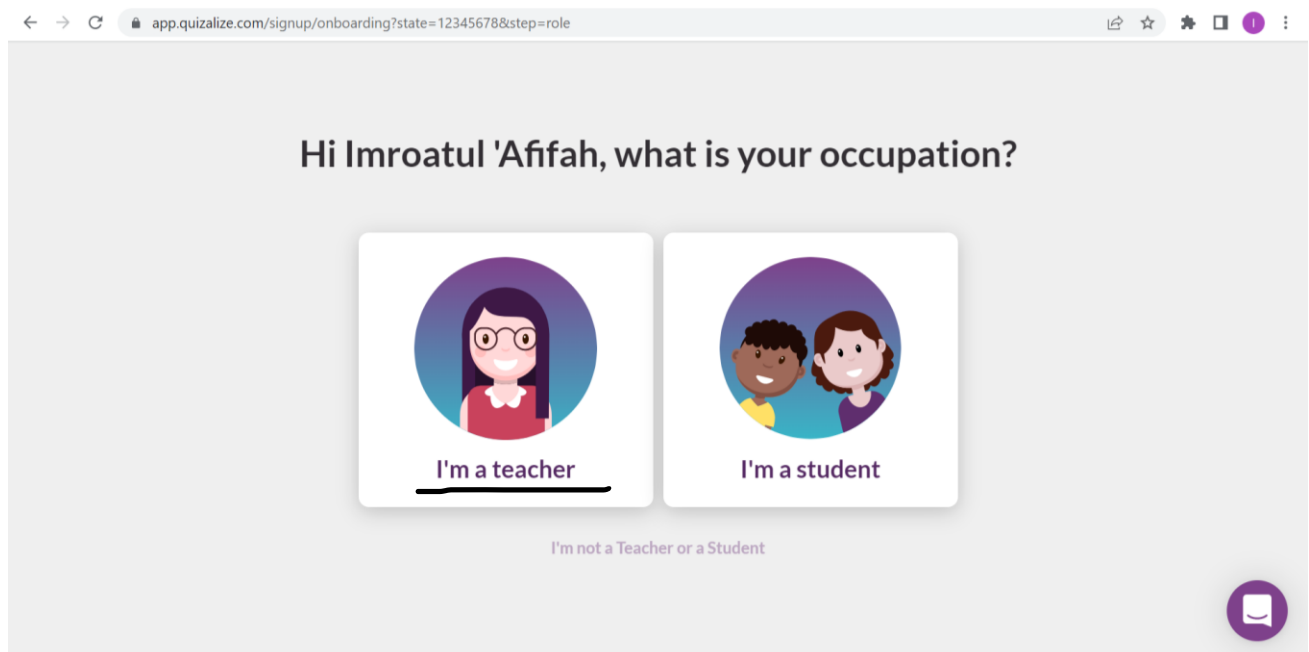 app.quizalize.com/signup/onboarding?state=12345678&step=role
I
Hi Imroatul 'Afifah, what is your occupation?
I'm a teacher
I'm a student
I'm not a Teacher or a Student